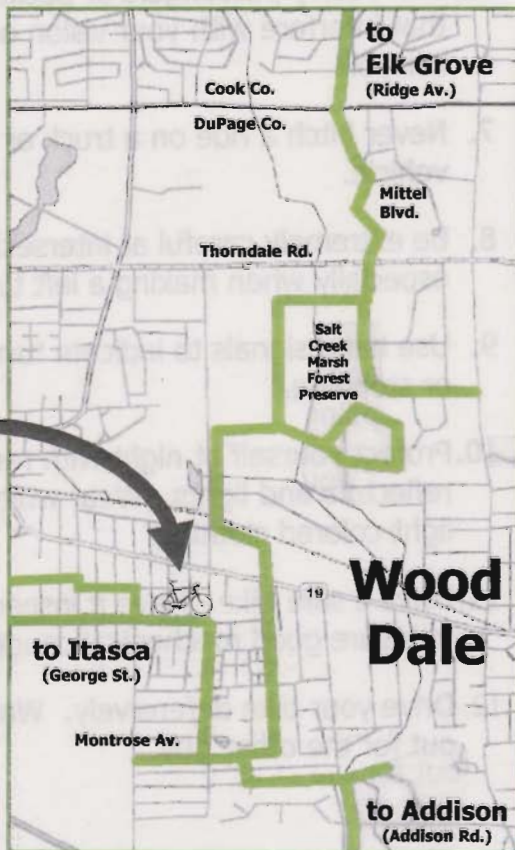 to
Elk Grove
(Ridge Av.)
Cook Co.
DuPage Co.
Mittel
Blvd.
Thorndale Rd.
Salt
Creek
Marsh
Forest
Preserve
19
Wood
Dale
to Itasca
(George St.)
Montrose Av.
to Addison
(Addison Rd.)